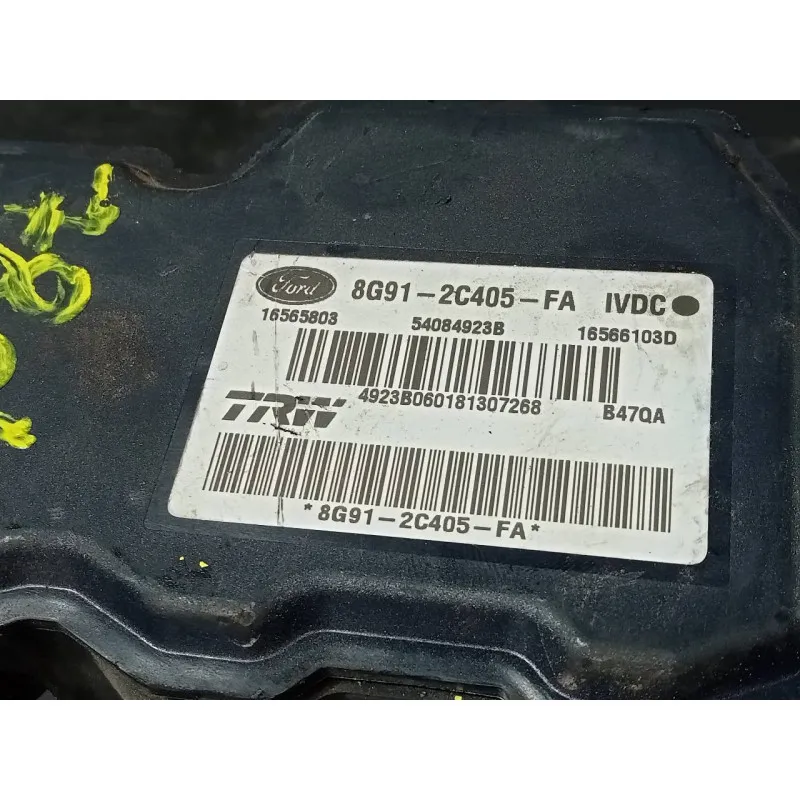 Ford 8G91-2C405-FA IVDC
16565803 54084923B 16566103D
TRW 4923B060181307268 B47QA
*8G91-2C405-FA*